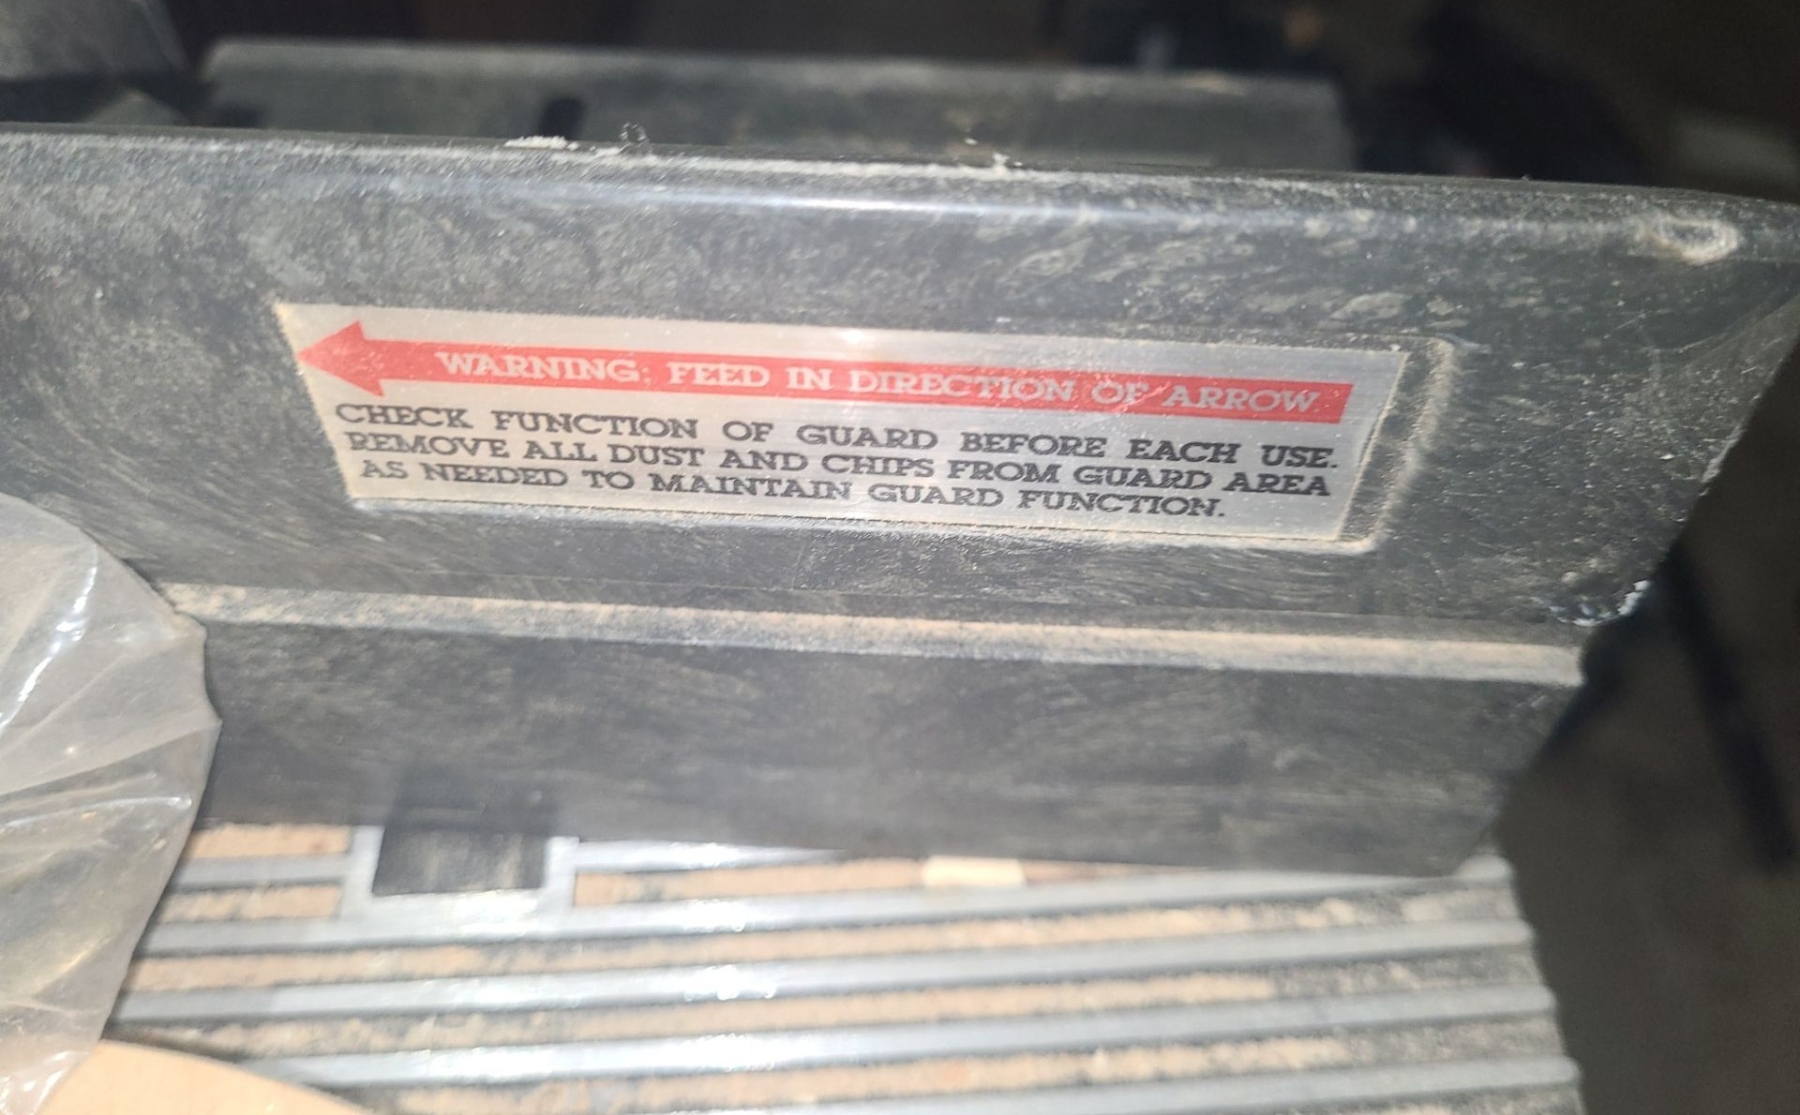 WARNING: FEED IN DIRECTION OF ARROW
CHECK FUNCTION OF GUARD BEFORE EACH USE.
REMOVE ALL DUST AND CHIPS FROM GUARD AREA
AS NEEDED TO MAINTAIN GUARD FUNCTION.